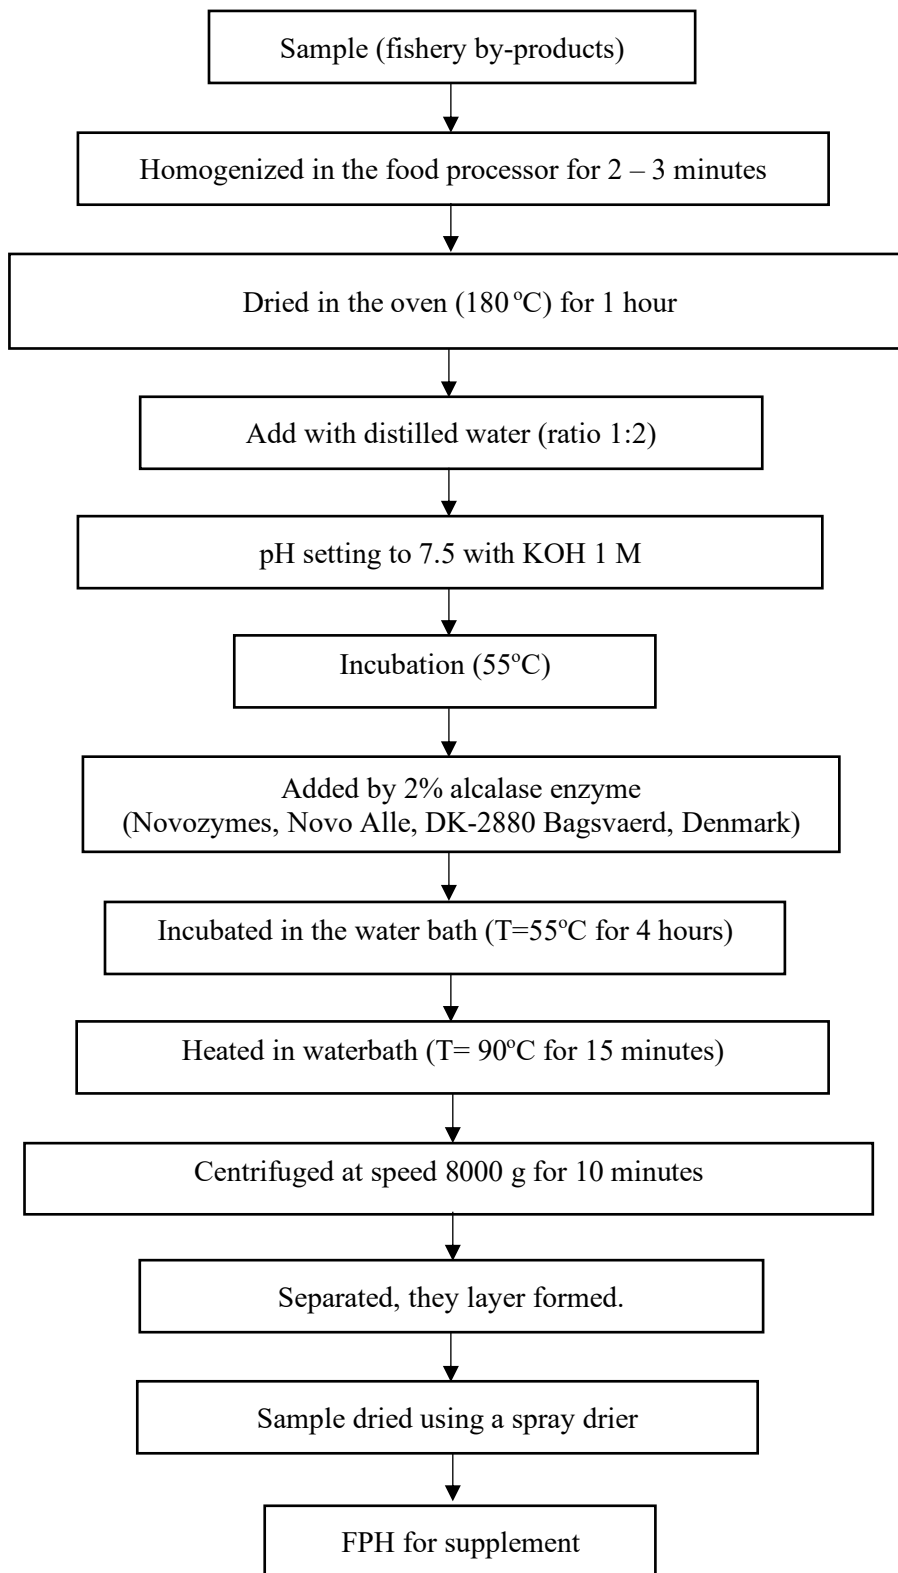 Sample (fishery by-products)
Homogenized in the food processor for 2 – 3 minutes
Dried in the oven (180 ºC) for 1 hour
Add with distilled water (ratio 1:2)
pH setting to 7.5 with KOH 1 M
Incubation (55ºC)
Added by 2% alcalase enzyme
(Novozymes, Novo Alle, DK-2880 Bagsvaerd, Denmark)
Incubated in the water bath (T=55ºC for 4 hours)
Heated in waterbath (T= 90ºC for 15 minutes)
Centrifuged at speed 8000 g for 10 minutes
Separated, they layer formed.
Sample dried using a spray drier
FPH for supplement